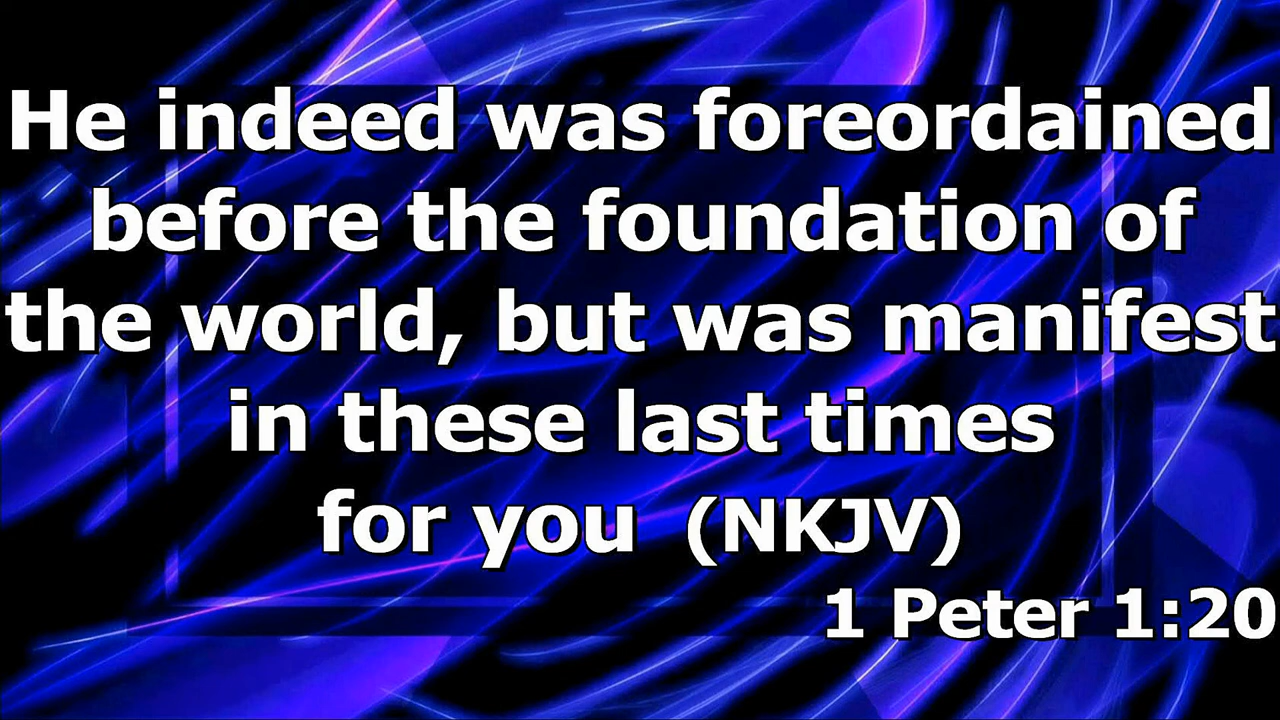 He indeed was foreordained
before the foundation of
the world, but was manifest
in these last times
for you (NKJV)
1 Peter 1:20